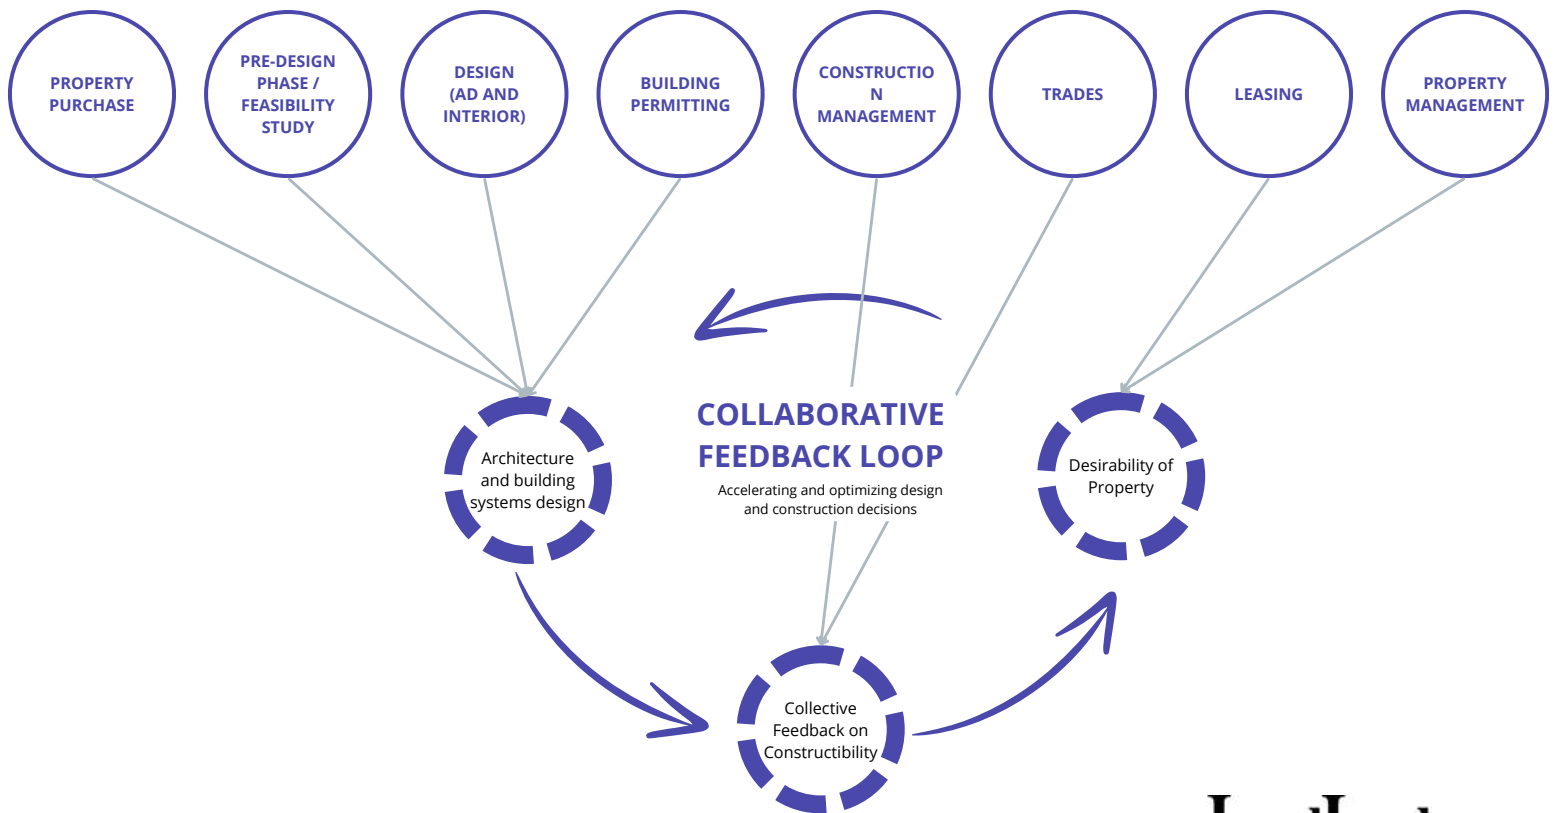 PROPERTY
PURCHASE
PRE-DESIGN
PHASE /
FEASIBILITY
STUDY
DESIGN
(AD AND
INTERIOR)
BUILDING
PERMITTING
CONSTRUCTIO
N
MANAGEMENT
TRADES
LEASING
PROPERTY
MANAGEMENT
COLLABORATIVE
FEEDBACK LOOP
Accelerating and optimizing design
and construction decisions
Architecture
and building
systems design
Desirability of
Property
Collective
Feedback on
Constructibility